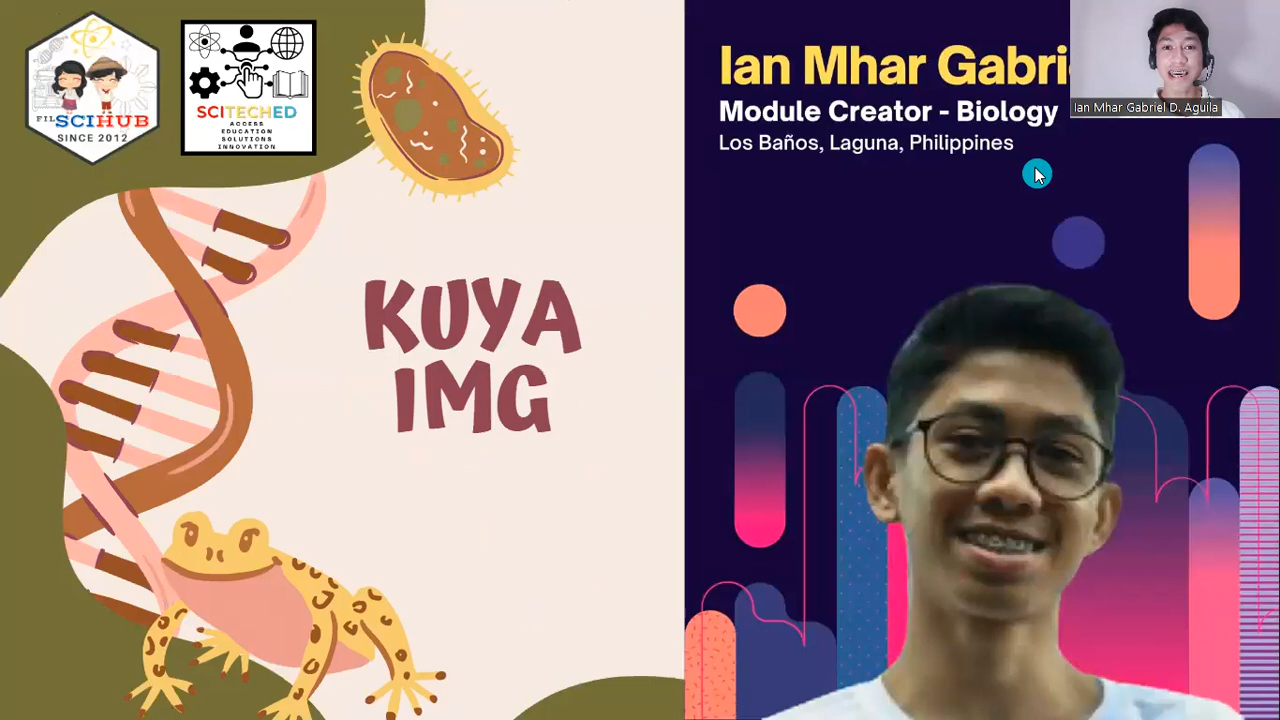 FIL SCIHUB
SINCE 2012
SCITECHED
ACCESS
EDUCATION
SOLUTIONS
INNOVATION
KUYA
IMG
Ian Mhar Gabri
Module Creator - Biology
Los Baños, Laguna, Philippines
Ian Mhar Gabriel D. Aguila